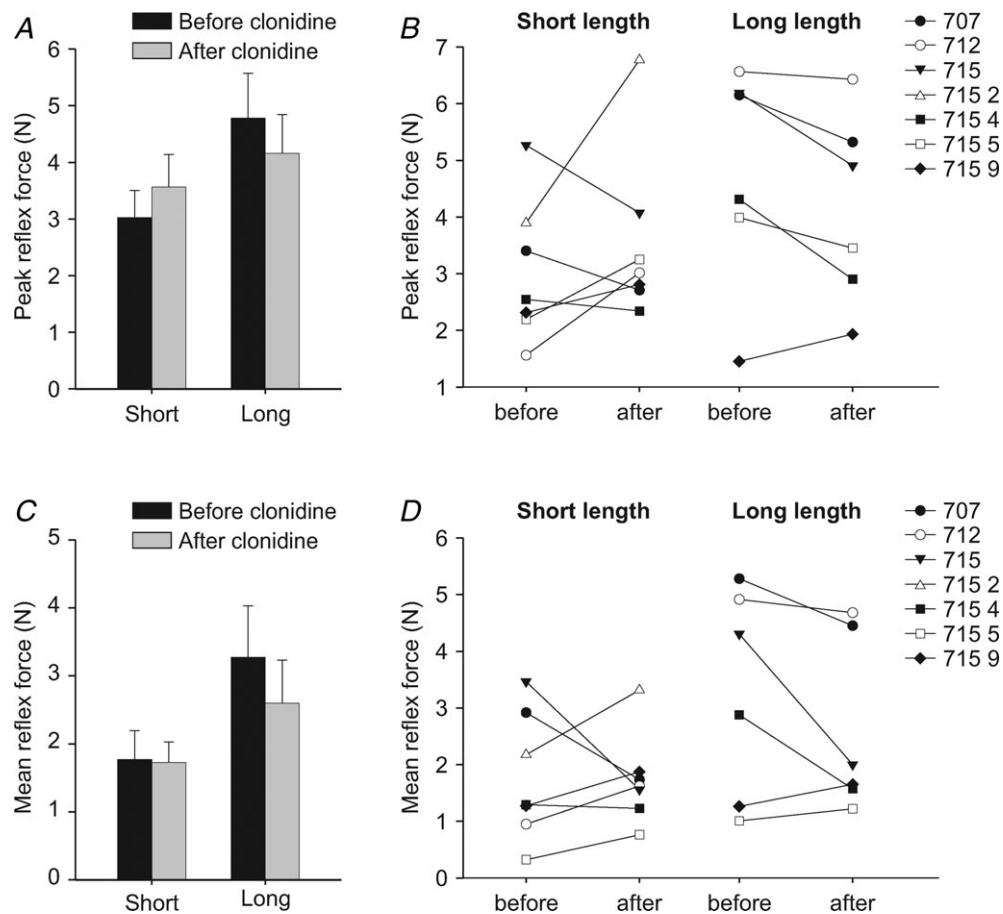 A
Before clonidine
After clonidine
Peak reflex force (N)
6
5
4
3
2
1
0
Short
Long
B
Short length
Long length
Peak reflex force (N)
7
6
5
4
3
2
1
before
after
before
after
707
712
715
715 2
715 4
715 5
715 9
C
Before clonidine
After clonidine
Mean reflex force (N)
5
4
3
2
1
0
Short
Long
D
Short length
Long length
Mean reflex force (N)
6
5
4
3
2
1
0
before
after
before
after
707
712
715
715 2
715 4
715 5
715 9